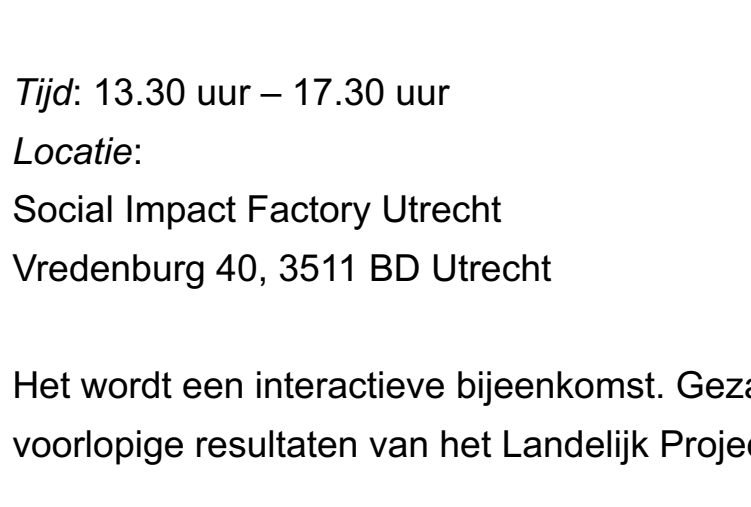 Tijd: 13.30 uur – 17.30 uur
Locatie:
Social Impact Factory Utrecht
Vredenburg 40, 3511 BD Utrecht
Het wordt een interactieve bijeenkomst.
voorlopige resultaten van het Landelijk